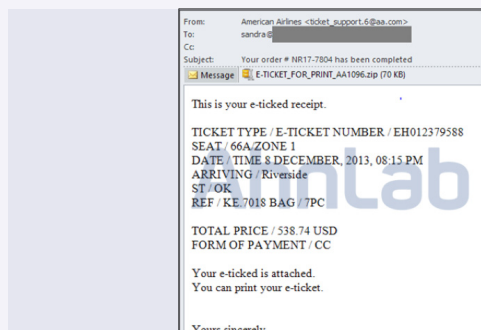 From: American Airlines <ticket_support.6@aa.com>
To: sandra@
Cc:
Subject: Your order # NR17-7804 has been completed
Message E-TICKET_FOR_PRINT_AA1096.zip (70 KB)
This is your e-ticked receipt.
TICKET TYPE / E-TICKET NUMBER / EH012379588
SEAT / 66A/ZONE 1
DATE / TIME 8 DECEMBER, 2013, 08:15 PM
ARRIVING / Riverside
ST / OK
REF / KE.7018 BAG / 7PC
AhnLab
TOTAL PRICE / 538.74 USD
FORM OF PAYMENT / CC
Your e-ticked is attached.
You can print your e-ticket.
Yours sincerely